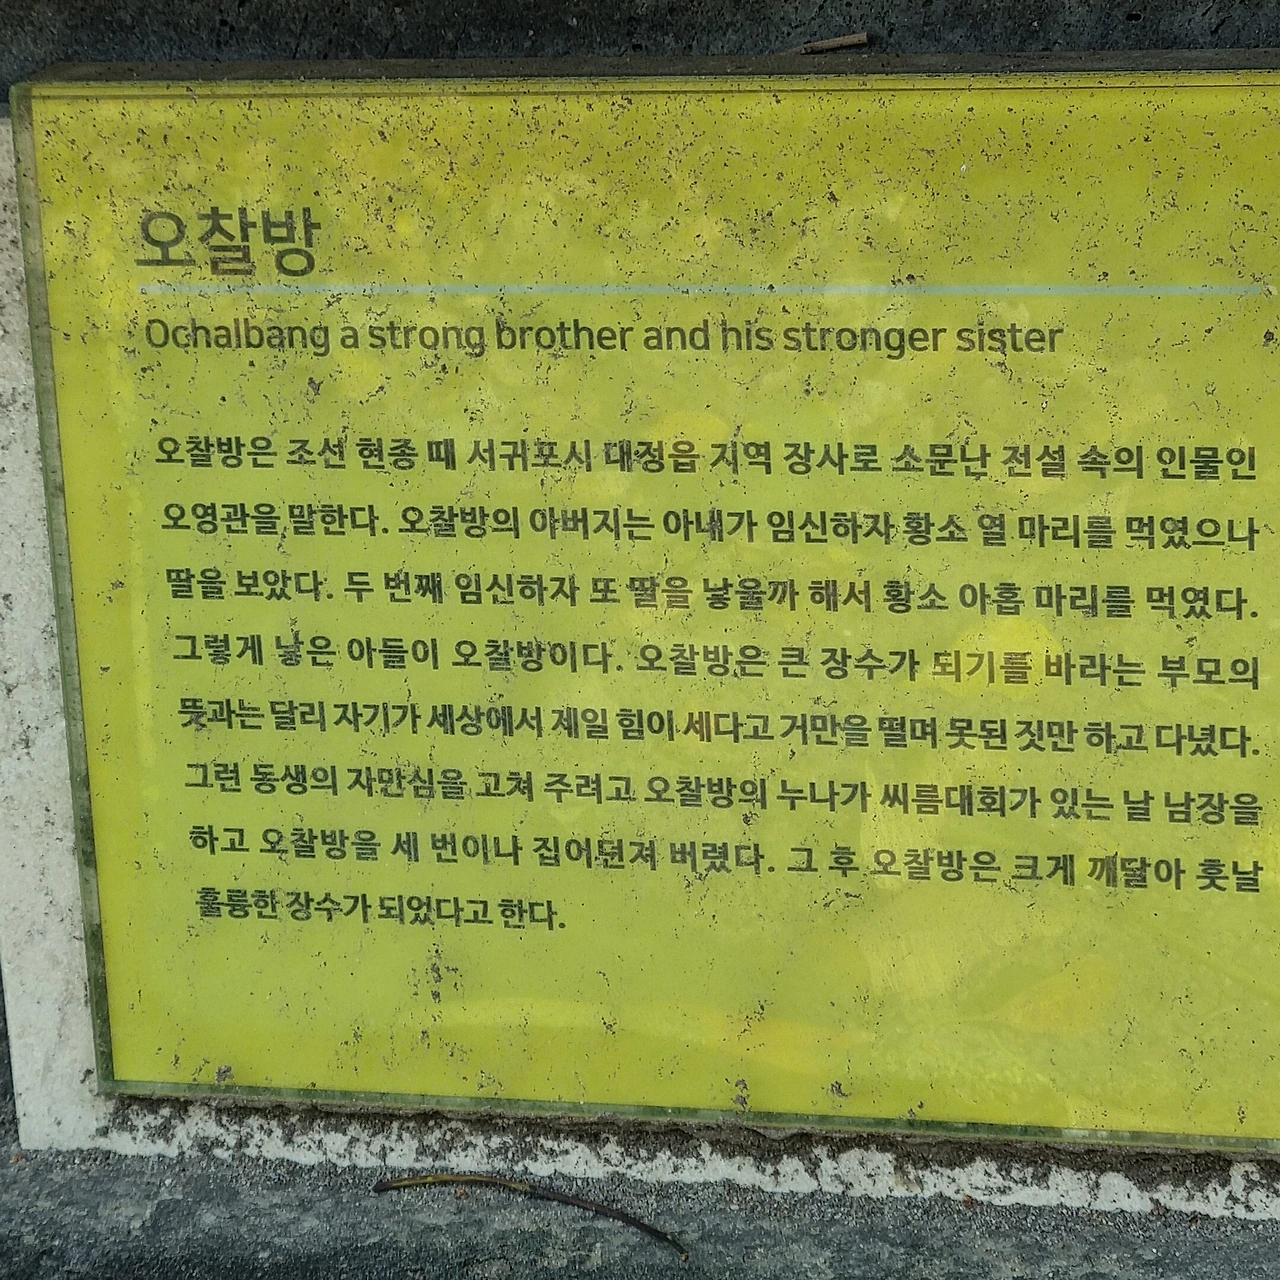 오찰방
Ochalbang a strong brother and his stronger sister
오찰방은 조선 현종 때 서귀포시 대정읍 지역 장사로 소문난 전설 속의 인물인
오영관을 말한다. 오찰방의 아버지는 아내가 임신하자 황소 열 마리를 먹였으나
딸을 보았다. 두 번째 임신하자 또 딸을 낳을까 해서 황소 아홉 마리를 먹였다.
그렇게 낳은 아들이 오찰방이다. 오찰방은 큰 장수가 되기를 바라는 부모의
뜻과는 달리 자기가 세상에서 제일 힘이 세다고 거만을 떨며 못된 짓만 하고 다녔다.
그런 동생의 자만심을 고쳐 주려고 오찰방의 누나가 씨름대회가 있는 날 남장을
하고 오찰방을 세 번이나 집어던져 버렸다. 그 후 오찰방은 크게 깨달아 훗날
훌륭한 장수가 되었다고 한다.